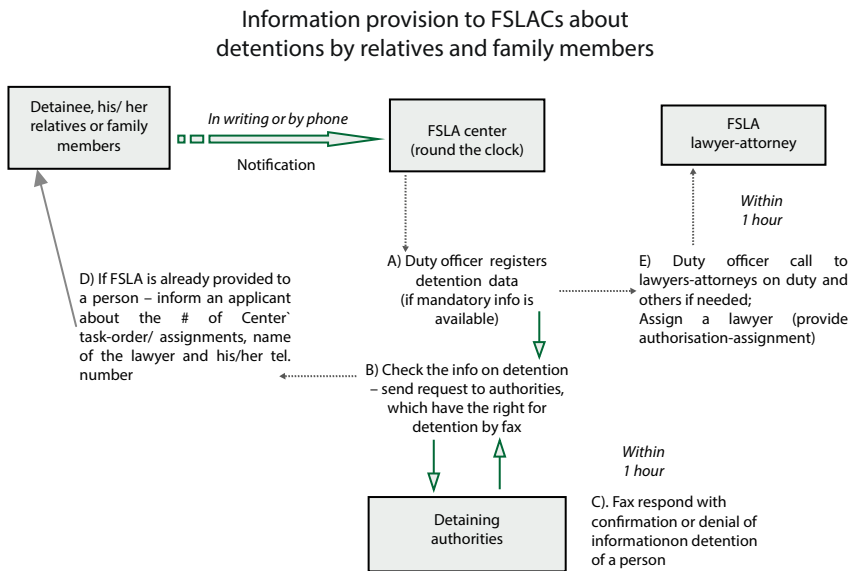 Information provision to FSLACs about
detentions by relatives and family members
Detainee, his/ her
relatives or family
members
In writing or by phone
Notification
FSLA center
(round the clock)
FSLA
lawyer-attorney
Within
1 hour
A) Duty officer registers
detention data
(if mandatory info is
available)
E) Duty officer call to
lawyers-attorneys on duty and
others if needed;
Assign a lawyer (provide
authorisation-assignment)
D) If FSLA is already provided to
a person – inform an applicant
about the # of Center`
task-order/ assignments, name
of the lawyer and his/her tel.
number
B) Check the info on detention
– send request to authorities,
which have the right for
detention by fax
Within
1 hour
Detaining
authorities
C). Fax respond with
confirmation or denial of
informationon detention
of a person